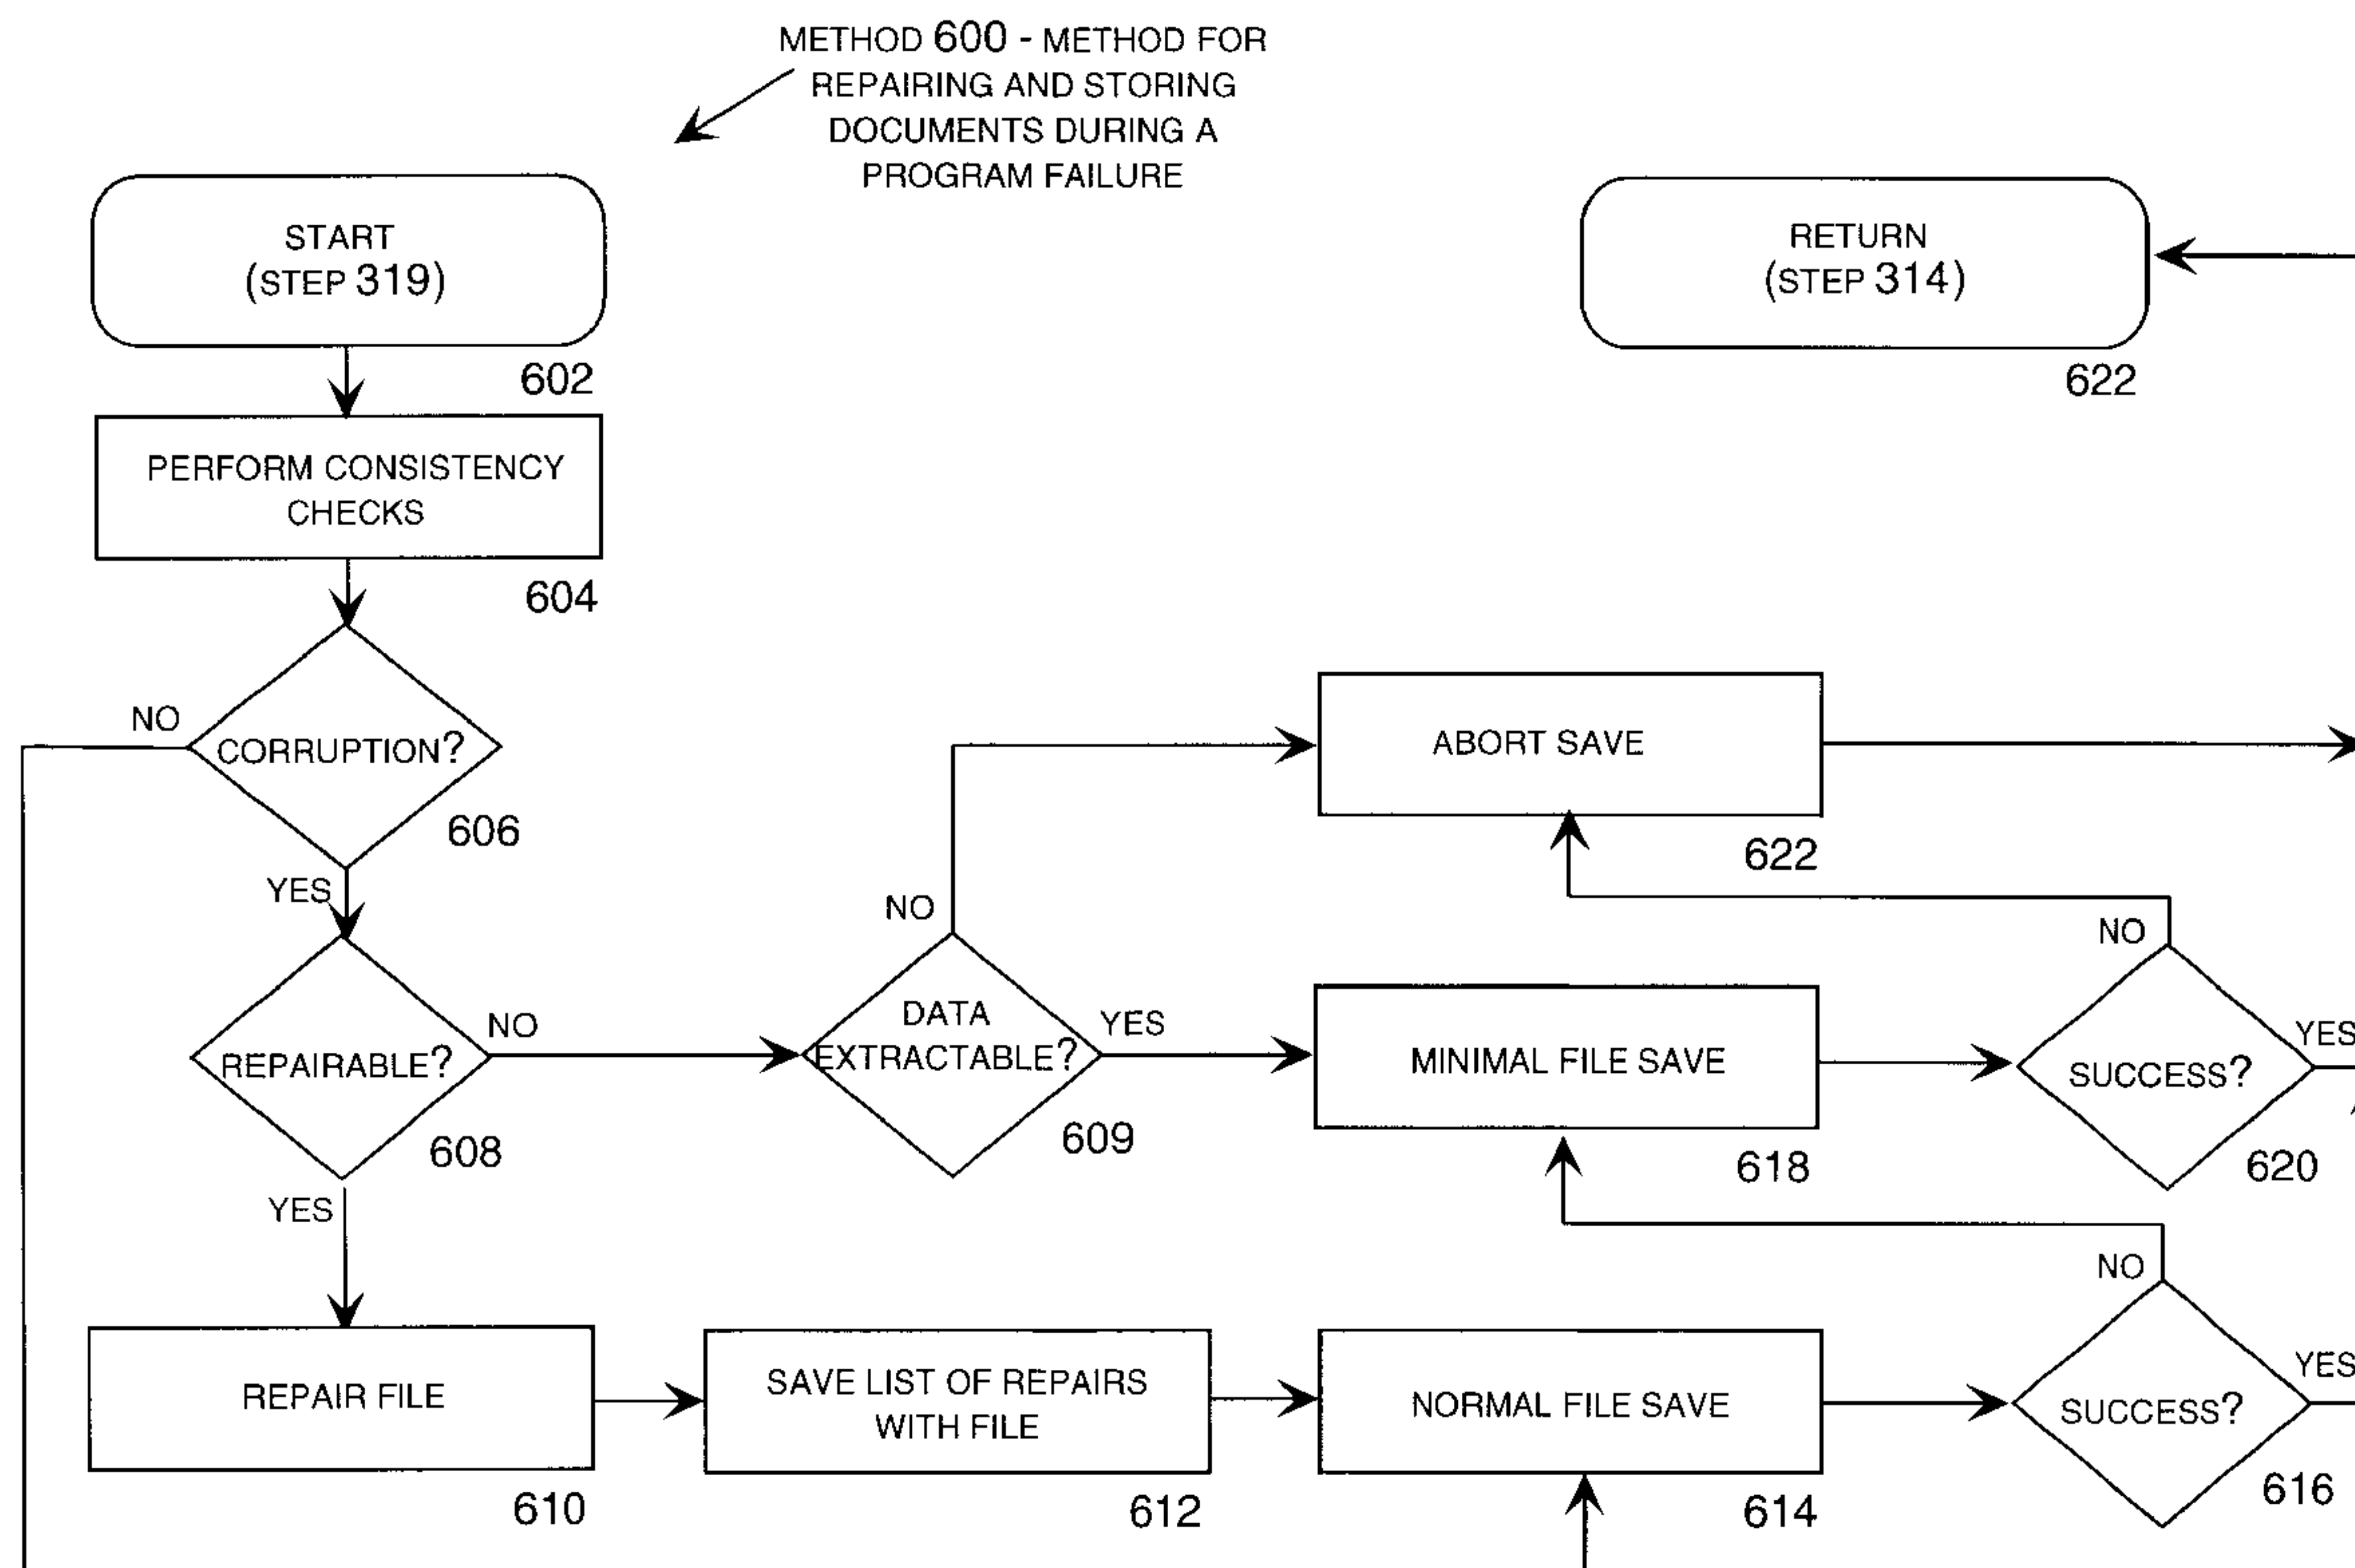 METHOD 600 - METHOD FOR
REPAIRING AND STORING
DOCUMENTS DURING A
PROGRAM FAILURE
START
(STEP 319)
602
RETURN
(STEP 314)
622
PERFORM CONSISTENCY
CHECKS
604
NO
CORRUPTION?
606
YES
ABORT SAVE
622
NO
NO
REPAIRABLE?
NO
608
YES
DATA
EXTRACTABLE?
YES
609
MINIMAL FILE SAVE
618
SUCCESS?
YES
620
NO
REPAIR FILE
610
SAVE LIST OF REPAIRS
WITH FILE
612
NORMAL FILE SAVE
614
SUCCESS?
YES
616